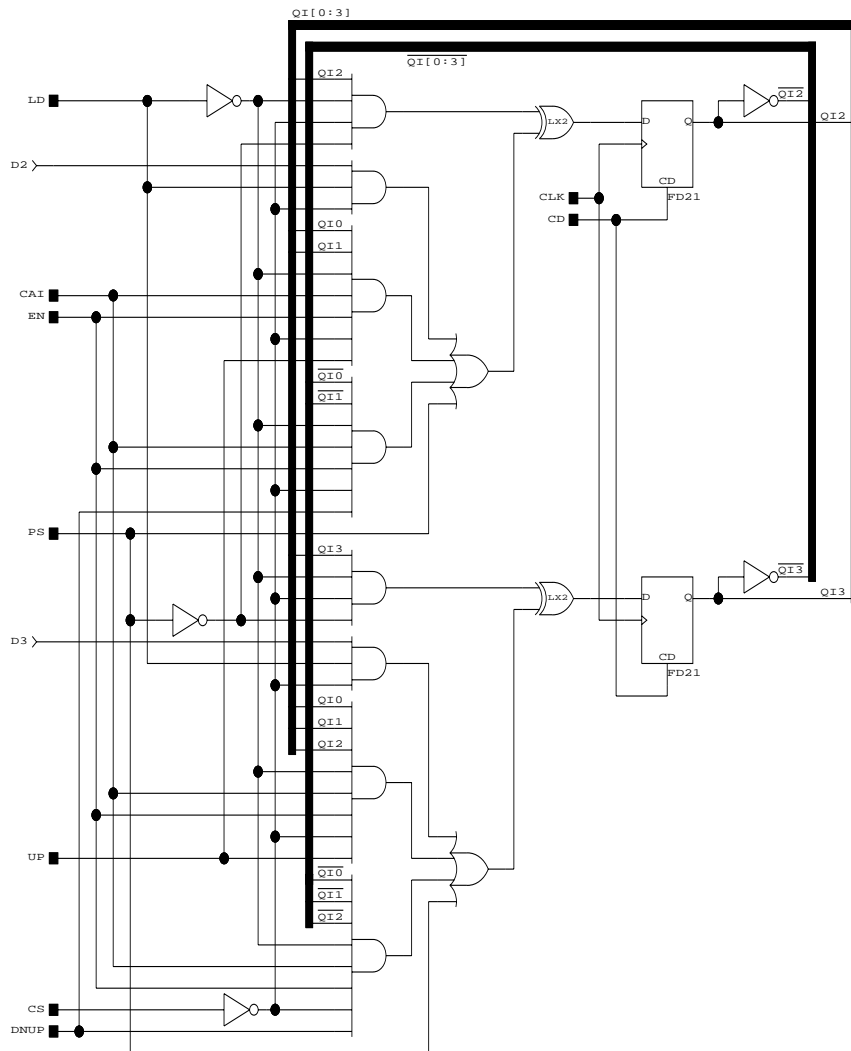 QI[0:3]
QI[0:3]
QI2
LD
QI2
LX2
D
Q
QI2
D2
CD
FD21
CLK
CD
QI0
QI1
CAI
EN
QI0
QI1
PS
QI3
QI3
LX2
D
Q
QI3
D3
CD
FD21
QI0
QI1
QI2
UP
QI0
QI1
QI2
CS
DNUP